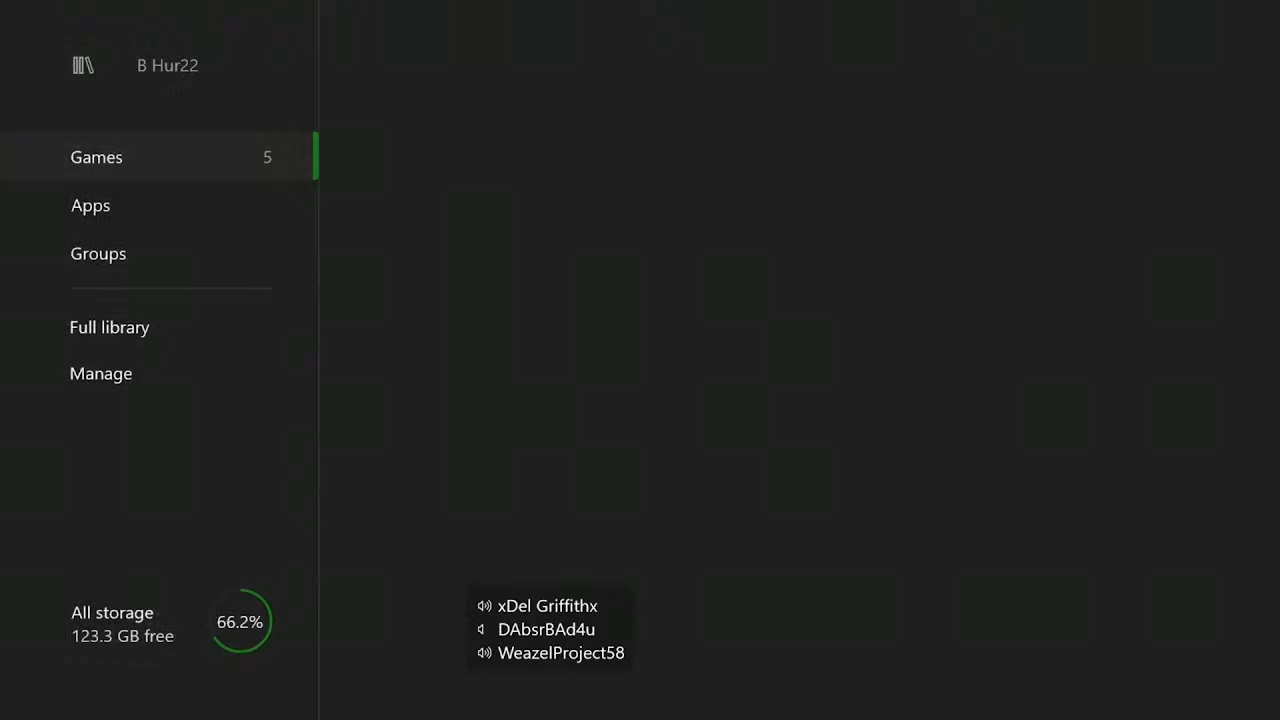 B Hur22
Games 5
Apps
Groups
Full library
Manage
All storage
123.3 GB free
66.2%
xDel Griffithx
DAbsrBAd4u
WeazelProject58